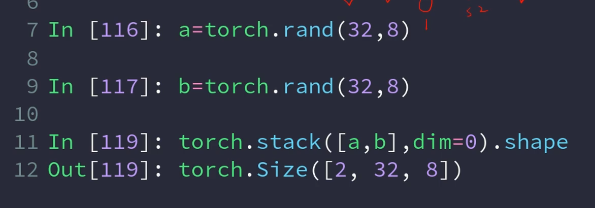 6
7 In [116]: a=torch.rand(32,8)
8
9 In [117]: b=torch.rand(32,8)
10
11 In [119]: torch.stack([a,b],dim=0).shape
12 Out[119]: torch.Size([2, 32, 8])